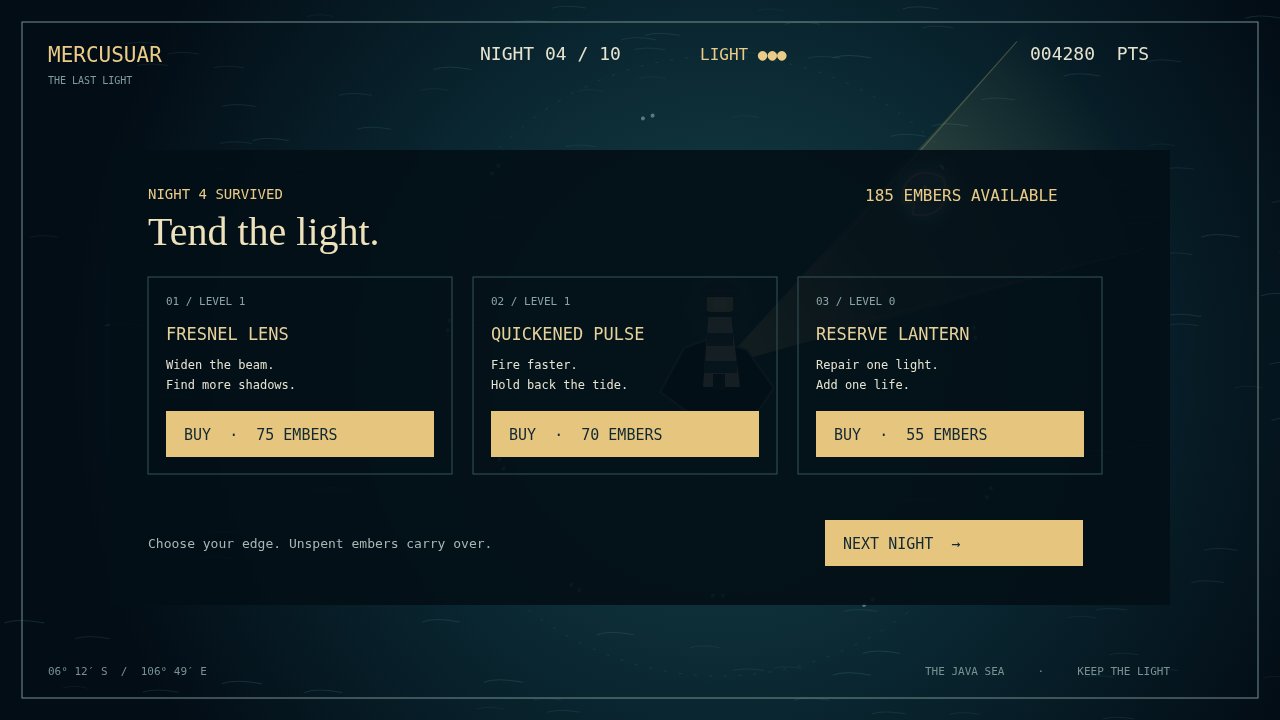 MERCUSUAR
THE LAST LIGHT
NIGHT 04 / 10
LIGHT ●●●
004280 PTS
NIGHT 4 SURVIVED
185 EMBERS AVAILABLE
Tend the light.
01 / LEVEL 1
FRESNEL LENS
Widen the beam.
Find more shadows.
BUY · 75 EMBERS
02 / LEVEL 1
QUICKENED PULSE
Fire faster.
Hold back the tide.
BUY · 70 EMBERS
03 / LEVEL 0
RESERVE LANTERN
Repair one light.
Add one life.
BUY · 55 EMBERS
Choose your edge. Unspent embers carry over.
NEXT NIGHT →
06° 12′ S / 106° 49′ E
THE JAVA SEA · KEEP THE LIGHT